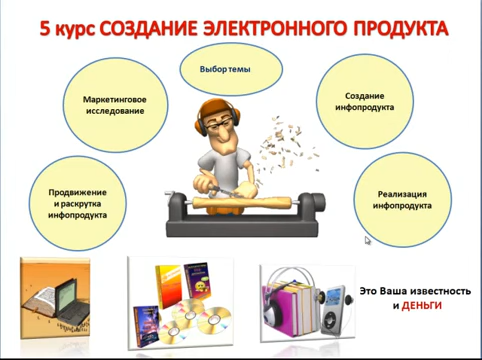 5 курс СОЗДАНИЕ ЭЛЕКТРОННОГО ПРОДУКТА
Выбор темы
Маркетинговое
исследование
Создание
инфопродукта
Продвижение
и раскрутка
инфопродукта
Реализация
инфопродукта
Это Ваша известность
и ДЕНЬГИ